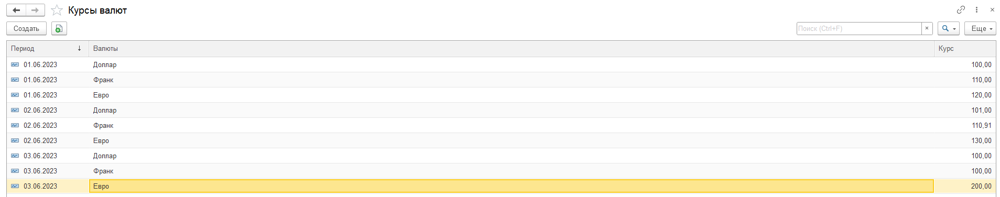 Курсы валют
Создать
Поиск (Ctrl+F)
Еще
Период Валюты Курс
01.06.2023 Доллар 100,00
01.06.2023 Франк 110,00
01.06.2023 Евро 120,00
02.06.2023 Доллар 101,00
02.06.2023 Франк 110,91
02.06.2023 Евро 130,00
03.06.2023 Доллар 100,00
03.06.2023 Франк 100,00
03.06.2023 Евро 200,00